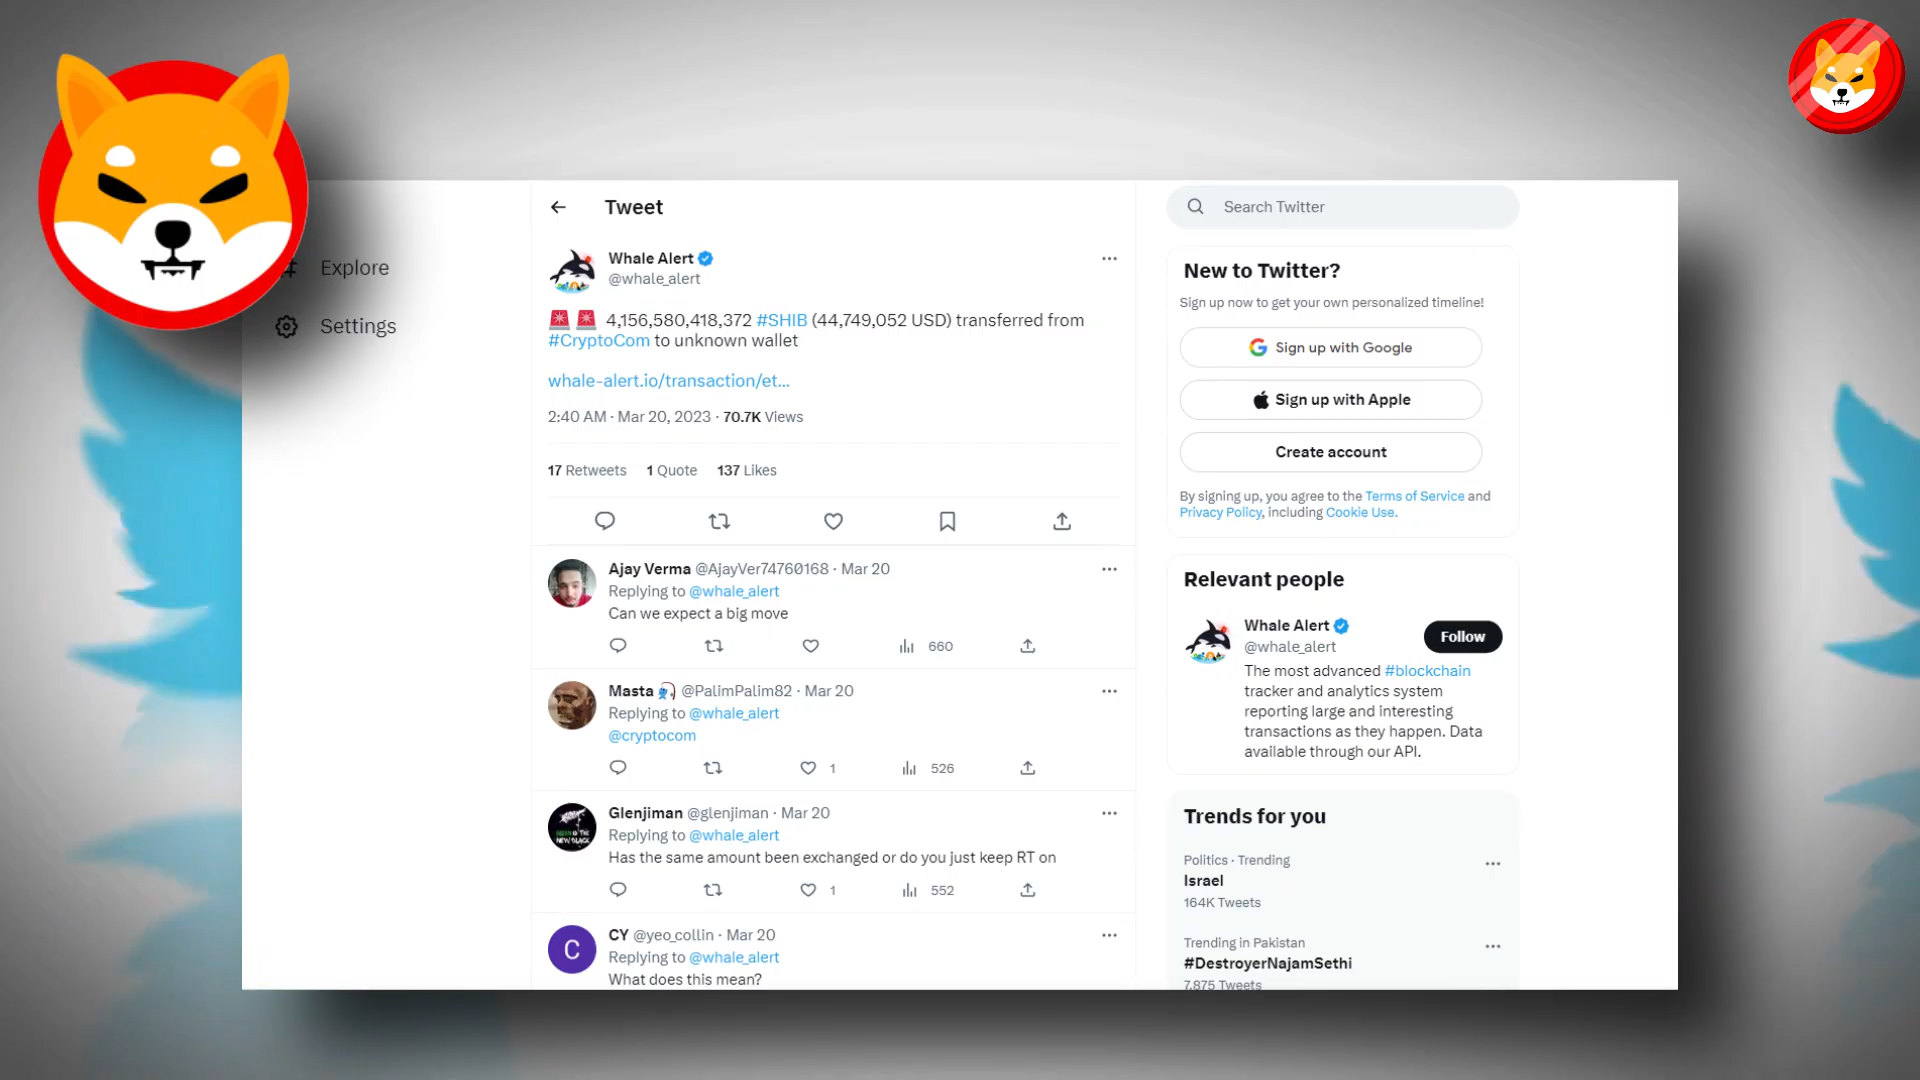 Tweet
Explore
Settings
Whale Alert
@whale_alert
4,156,580,418,372 #SHIB (44,749,052 USD) transferred from
#CryptoCom to unknown wallet
whale-alert.io/transaction/et...
2:40 AM · Mar 20, 2023 · 70.7K Views
17 Retweets 1 Quote 137 Likes
Ajay Verma @AjayVer74760168 · Mar 20
Replying to @whale_alert
Can we expect a big move
660
Masta @PalimPalim82 · Mar 20
Replying to @whale_alert
@cryptocom
1 526
Glenjiman @glenjiman · Mar 20
Replying to @whale_alert
Has the same amount been exchanged or do you just keep RT on
1 552
C
CY @yeo_collin · Mar 20
Replying to @whale_alert
What does this mean?
Search Twitter
New to Twitter?
Sign up now to get your own personalized timeline!
Sign up with Google
Sign up with Apple
Create account
By signing up, you agree to the Terms of Service and
Privacy Policy, including Cookie Use.
Relevant people
Whale Alert
@whale_alert
Follow
The most advanced #blockchain
tracker and analytics system
reporting large and interesting
transactions as they happen. Data
available through our API.
Trends for you
Politics · Trending
Israel
164K Tweets
Trending in Pakistan
#DestroyerNajamSethi
7,875 Tweets